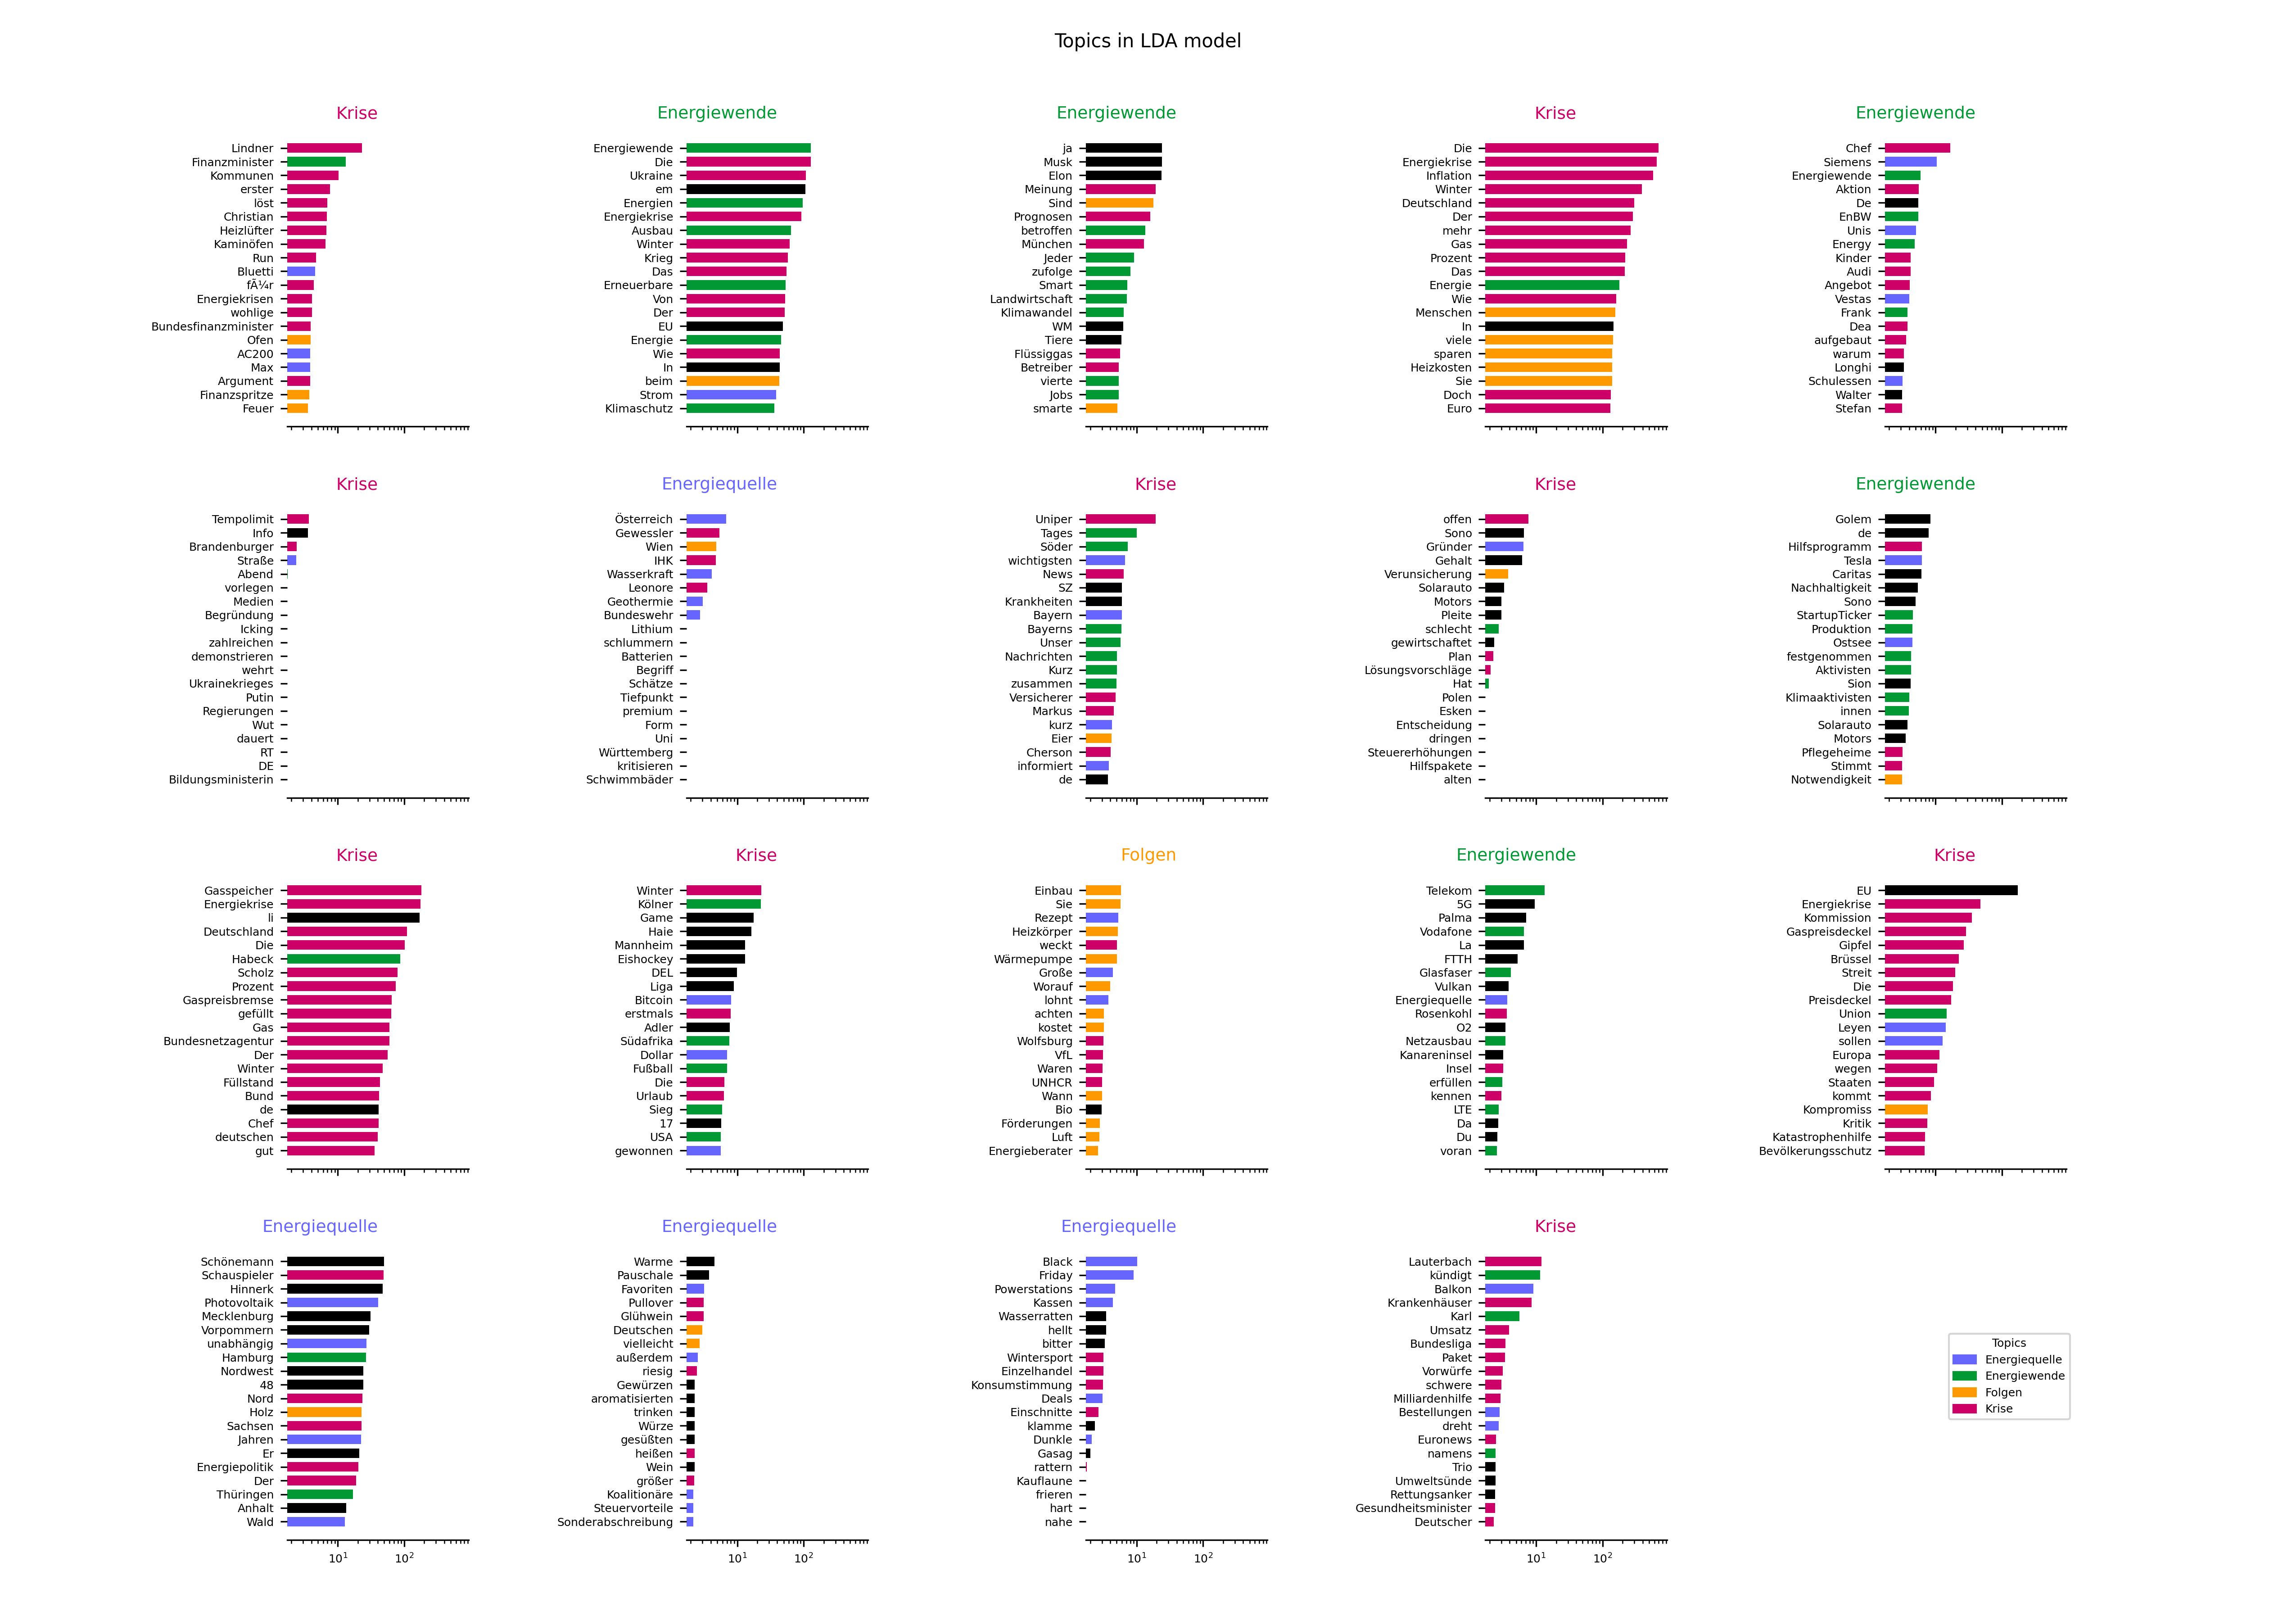 Topics in LDA model
Krise
Lindner
Finanzminister
Kommunen
erster
löst
Christian
Heizlüfter
Kaminöfen
Run
Bluetti
fÃ¼r
Energiekrisen
wohlige
Bundesfinanzminister
Ofen
AC200
Max
Argument
Finanzspritze
Feuer
Energiewende
Energiewende
Die
Ukraine
em
Energien
Energiekrise
Ausbau
Winter
Krieg
Das
Erneuerbare
Von
Der
EU
Energie
Wie
In
beim
Strom
Klimaschutz
Energiewende
ja
Musk
Elon
Meinung
Sind
Prognosen
betroffen
München
Jeder
zufolge
Smart
Landwirtschaft
Klimawandel
WM
Tiere
Flüssiggas
Betreiber
vierte
Jobs
smarte
Krise
Die
Energiekrise
Inflation
Winter
Deutschland
Der
mehr
Gas
Prozent
Das
Energie
Wie
Menschen
In
viele
sparen
Heizkosten
Sie
Doch
Euro
Energiewende
Chef
Siemens
Energiewende
Aktion
De
EnBW
Unis
Energy
Kinder
Audi
Angebot
Vestas
Frank
Dea
aufgebaut
warum
Longhi
Schulessen
Walter
Stefan
Krise
Tempolimit
Info
Brandenburger
Straße
Abend
vorlegen
Medien
Begründung
Icking
zahlreichen
demonstrieren
wehrt
Ukrainekrieges
Putin
Regierungen
Wut
dauert
RT
DE
Bildungsministerin
Energiequelle
Österreich
Gewessler
Wien
IHK
Wasserkraft
Leonore
Geothermie
Bundeswehr
Lithium
schlummern
Batterien
Begriff
Schätze
Tiefpunkt
premium
Form
Uni
Württemberg
kritisieren
Schwimmbäder
Krise
Uniper
Tages
Söder
wichtigsten
News
SZ
Krankheiten
Bayern
Bayerns
Unser
Nachrichten
Kurz
zusammen
Versicherer
Markus
kurz
Eier
Cherson
informiert
de
Krise
offen
Sono
Gründer
Gehalt
Verunsicherung
Solarauto
Motors
Pleite
schlecht
gewirtschaftet
Plan
Lösungsvorschläge
Hat
Polen
Esken
Entscheidung
dringen
Steuererhöhungen
Hilfspakete
alten
Energiewende
Golem
de
Hilfsprogramm
Tesla
Caritas
Nachhaltigkeit
Sono
StartupTicker
Produktion
Ostsee
festgenommen
Aktivisten
Sion
Klimaaktivisten
innen
Solarauto
Motors
Pflegeheime
Stimmt
Notwendigkeit
Krise
Gasspeicher
Energiekrise
li
Deutschland
Die
Habeck
Scholz
Prozent
Gaspreisbremse
gefüllt
Gas
Bundesnetzagentur
Der
Winter
Füllstand
Bund
de
Chef
deutschen
gut
Krise
Winter
Kölner
Game
Haie
Mannheim
Eishockey
DEL
Liga
Bitcoin
erstmals
Adler
Südafrika
Dollar
Fußball
Die
Urlaub
Sieg
17
USA
gewonnen
Folgen
Einbau
Sie
Rezept
Heizkörper
weckt
Wärmepumpe
Große
Worauf
lohnt
achten
kostet
Wolfsburg
VfL
Waren
UNHCR
Wann
Bio
Förderungen
Luft
Energieberater
Energiewende
Telekom
5G
Palma
Vodafone
La
FTTH
Glasfaser
Vulkan
Energiequelle
Rosenkohl
O2
Netzausbau
Kanareninsel
Insel
erfüllen
kennen
LTE
Da
Du
voran
Krise
EU
Energiekrise
Kommission
Gaspreisdeckel
Gipfel
Brüssel
Streit
Die
Preisdeckel
Union
Leyen
sollen
Europa
wegen
Staaten
kommt
Kompromiss
Kritik
Katastrophenhilfe
Bevölkerungsschutz
Energiequelle
Schönemann
Schauspieler
Hinnerk
Photovoltaik
Mecklenburg
Vorpommern
unabhängig
Hamburg
Nordwest
48
Nord
Holz
Sachsen
Jahren
Er
Energiepolitik
Der
Thüringen
Anhalt
Wald
10¹ 10²
Energiequelle
Warme
Pauschale
Favoriten
Pullover
Glühwein
Deutschen
vielleicht
außerdem
riesig
Gewürzen
aromatisierten
trinken
Würze
gesüßten
heißen
Wein
größer
Koalitionäre
Steuervorteile
Sonderabschreibung
10¹ 10²
Energiequelle
Black
Friday
Powerstations
Kassen
Wasserratten
hellt
bitter
Wintersport
Einzelhandel
Konsumstimmung
Deals
Einschnitte
klamme
Dunkle
Gasag
rattern
Kauflaune
frieren
hart
nahe
10¹ 10²
Krise
Lauterbach
kündigt
Balkon
Krankenhäuser
Karl
Umsatz
Bundesliga
Paket
Vorwürfe
schwere
Milliardenhilfe
Bestellungen
dreht
Euronews
namens
Trio
Umweltsünde
Rettungsanker
Gesundheitsminister
Deutscher
10¹ 10²
Topics
Energiequelle
Energiewende
Folgen
Krise